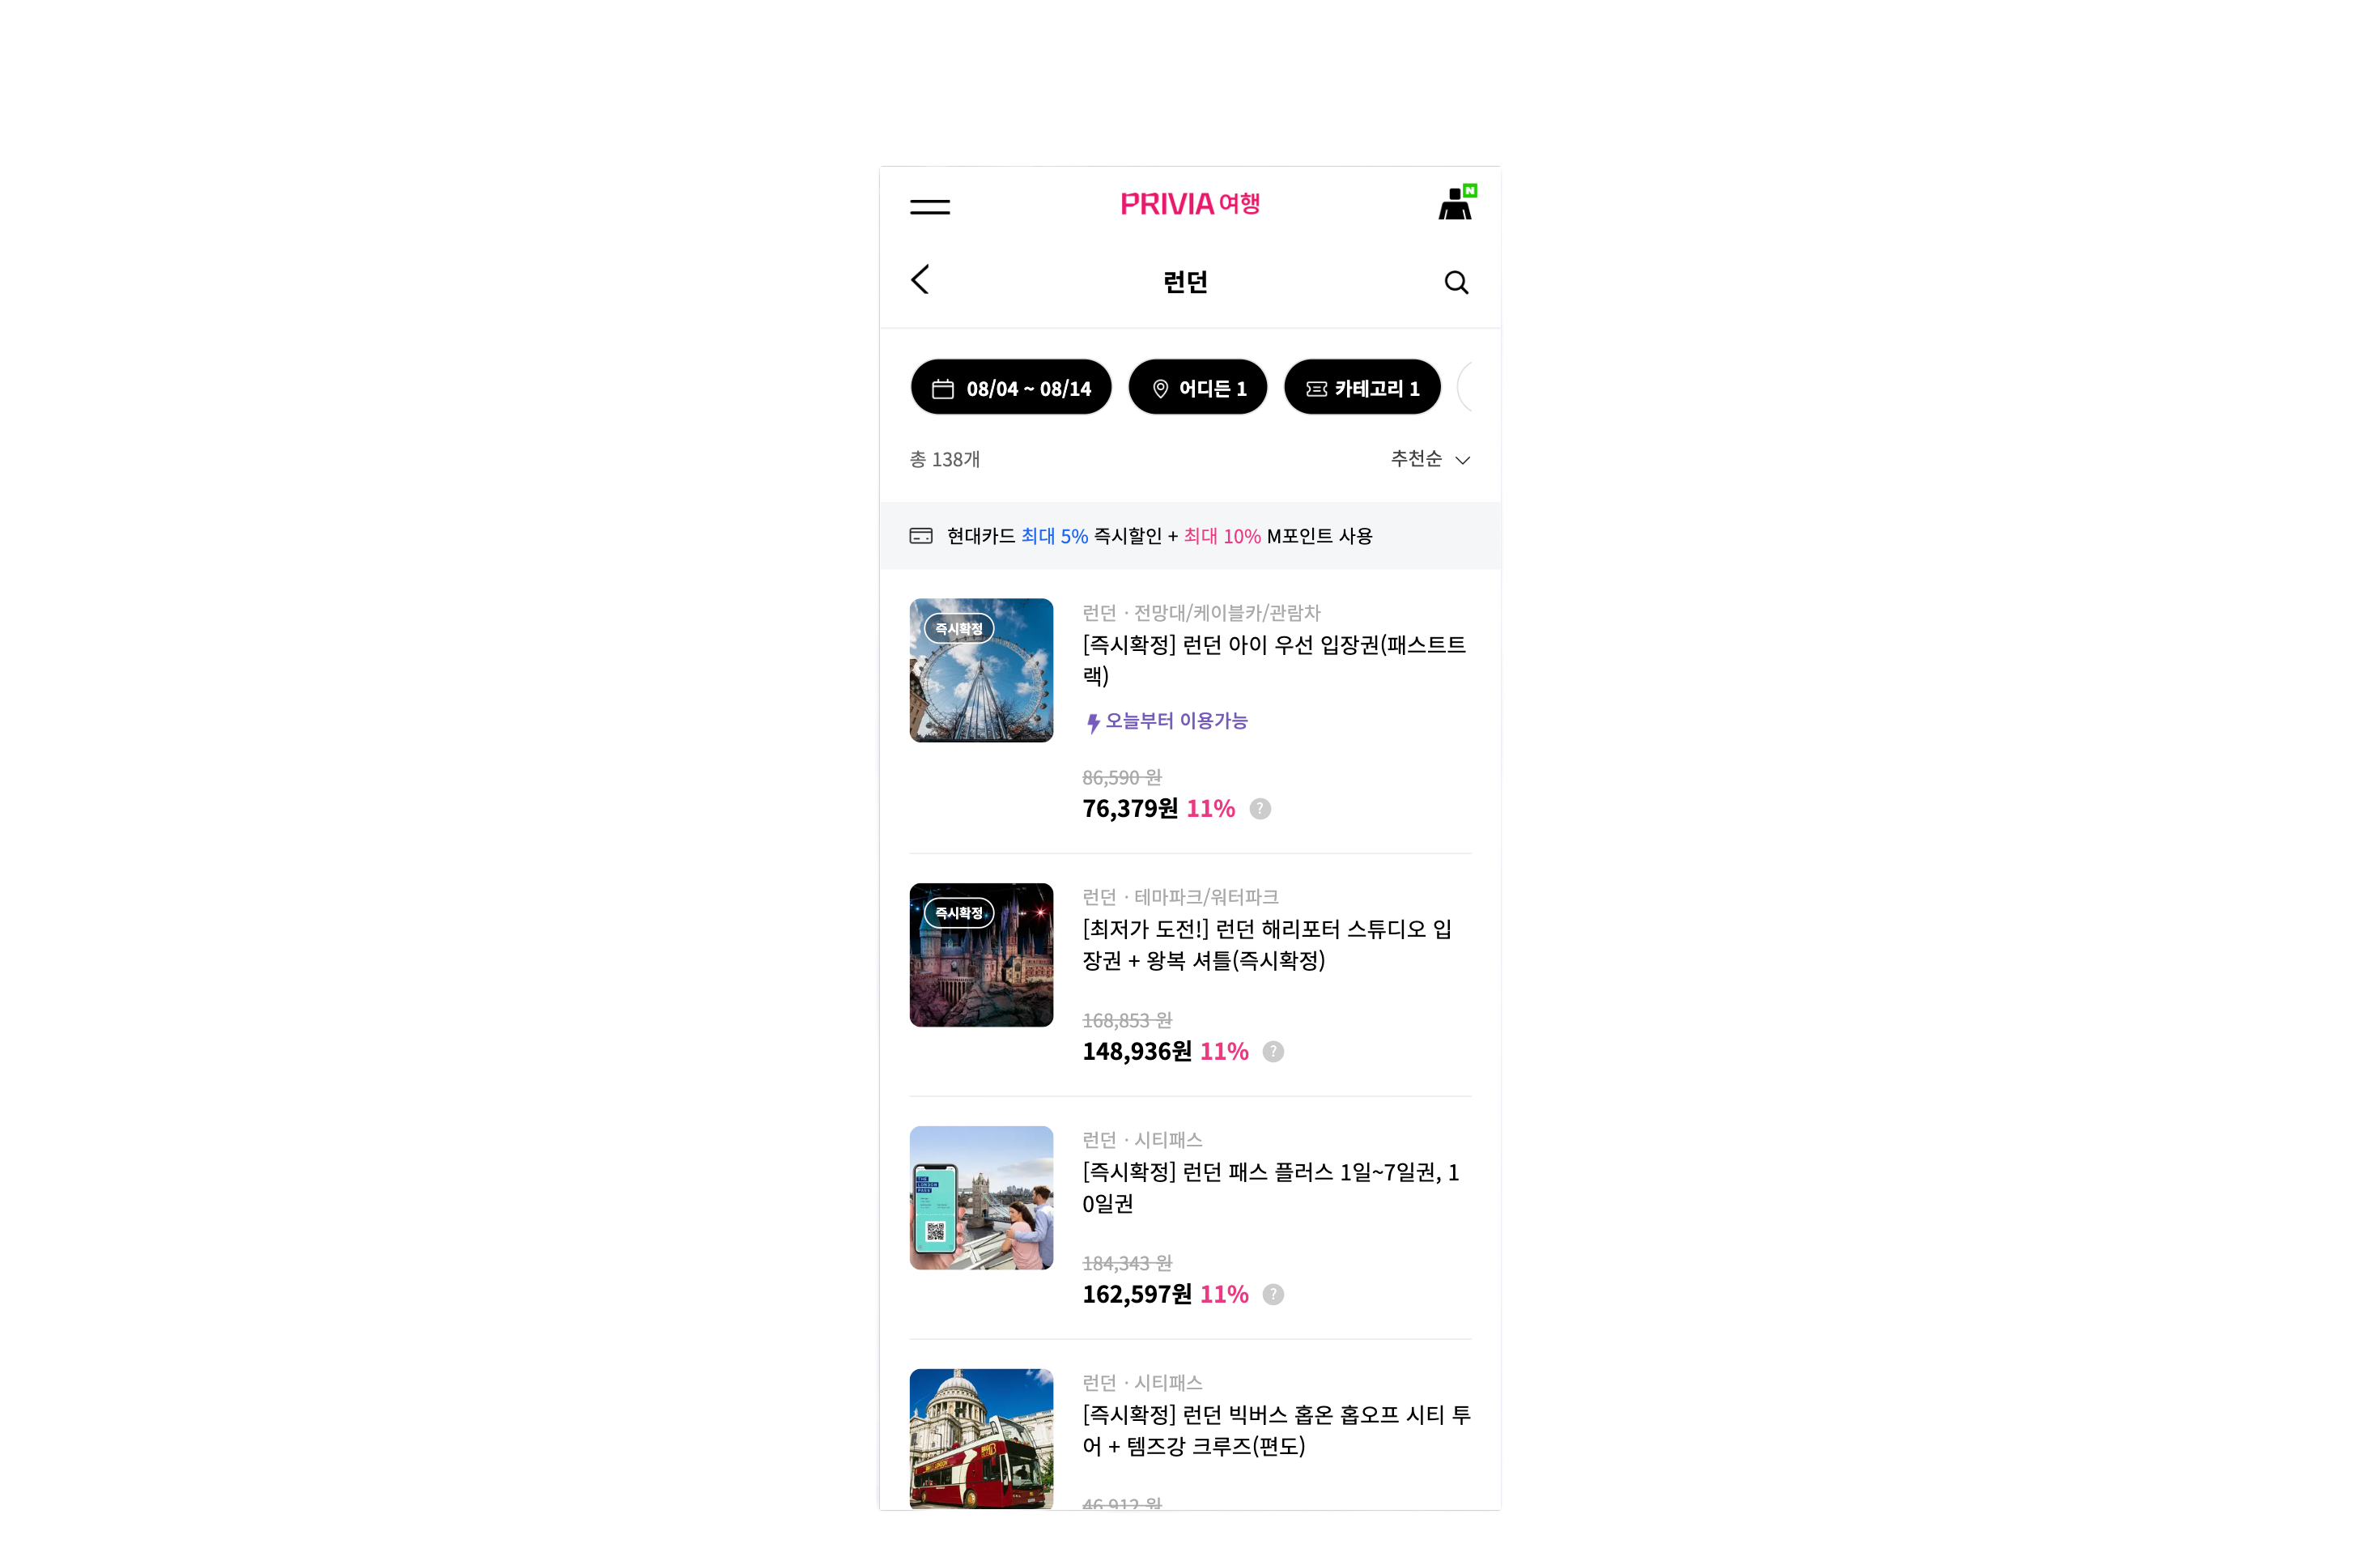 PRIVIA 여행
N
런던
08/04 ~ 08/14
어디든 1
카테고리 1
총 138개
추천순
현대카드 최대 5% 즉시할인 + 최대 10% M포인트 사용
즉시확정
런던 · 전망대/케이블카/관람차
[즉시확정] 런던 아이 우선 입장권(패스트트
랙)
오늘부터 이용가능
86,590 원
76,379원 11% ?
즉시확정
런던 · 테마파크/워터파크
[최저가 도전!] 런던 해리포터 스튜디오 입
장권 + 왕복 셔틀(즉시확정)
168,853 원
148,936원 11% ?
THE
LONDON
PASS
런던 · 시티패스
[즉시확정] 런던 패스 플러스 1일~7일권, 1
0일권
184,343 원
162,597원 11% ?
런던 · 시티패스
[즉시확정] 런던 빅버스 홉온 홉오프 시티 투
어 + 템즈강 크루즈(편도)
46,912 원